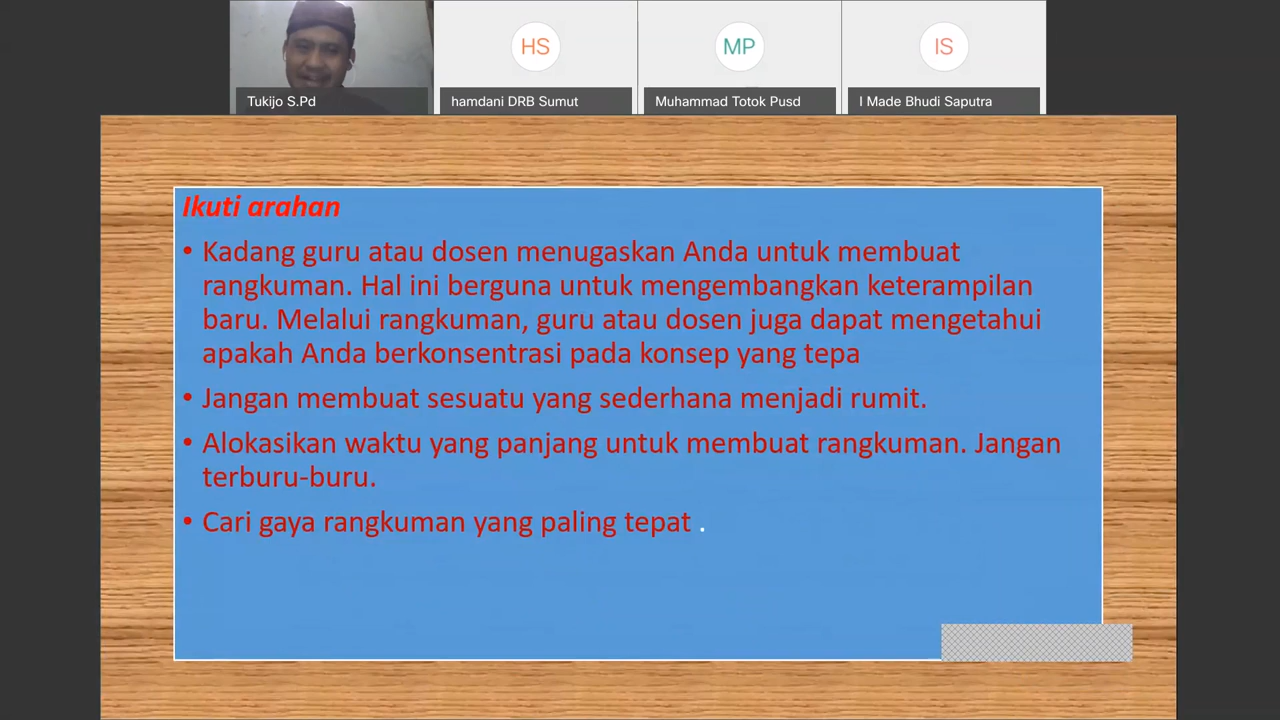 HS
MP
IS
Tukijo S.Pd
hamdani DRB Sumut
Muhammad Totok Pusd
I Made Bhudi Saputra
Ikuti arahan
• Kadang guru atau dosen menugaskan Anda untuk membuat
rangkuman. Hal ini berguna untuk mengembangkan keterampilan
baru. Melalui rangkuman, guru atau dosen juga dapat mengetahui
apakah Anda berkonsentrasi pada konsep yang tepa
• Jangan membuat sesuatu yang sederhana menjadi rumit.
• Alokasikan waktu yang panjang untuk membuat rangkuman. Jangan
terburu-buru.
• Cari gaya rangkuman yang paling tepat .